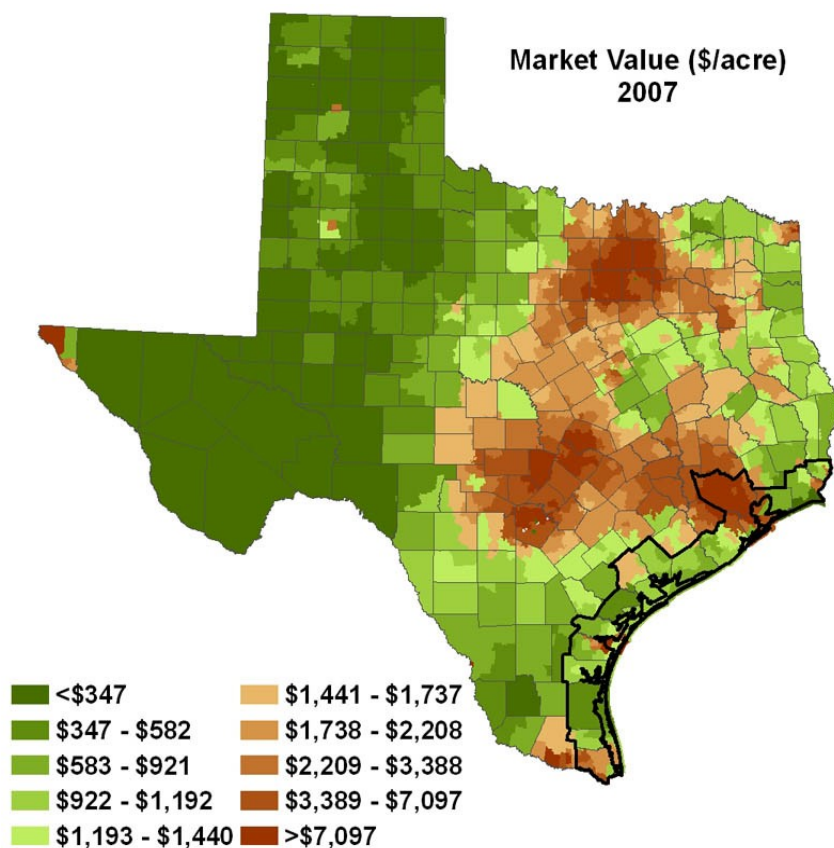 Market Value ($/acre)
2007
<$347
$347 - $582
$583 - $921
$922 - $1,192
$1,193 - $1,440
$1,441 - $1,737
$1,738 - $2,208
$2,209 - $3,388
$3,389 - $7,097
>$7,097